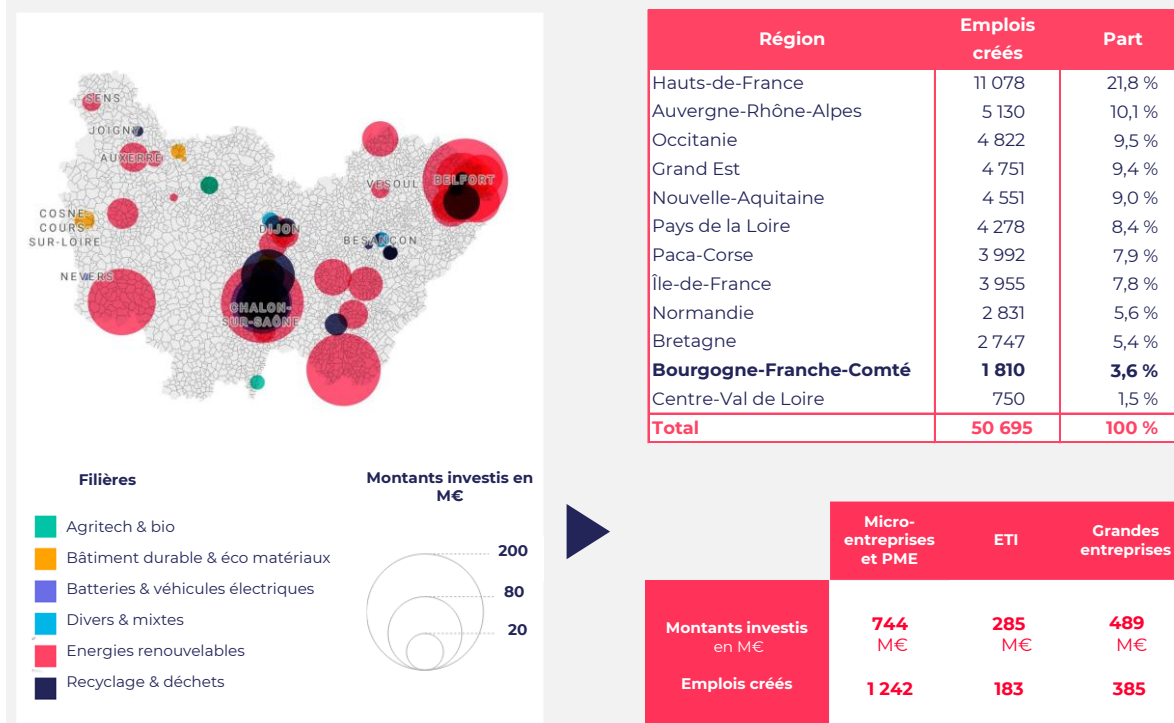 SENS
JOIGNY
AUXERRE
VESOUL
BELFORT
COSNE-
COURS-
SUR-LOIRE
DIJON
BESANCON
NEVERS
CHALON-
SUR-SAÔNE
Filières
Agritech & bio
Bâtiment durable & éco matériaux
Batteries & véhicules électriques
Divers & mixtes
Energies renouvelables
Recyclage & déchets
Montants investis en
M€
200
80
20
Région Emplois créés Part
Hauts-de-France 11 078 21,8 %
Auvergne-Rhône-Alpes 5 130 10,1 %
Occitanie 4 822 9,5 %
Grand Est 4 751 9,4 %
Nouvelle-Aquitaine 4 551 9,0 %
Pays de la Loire 4 278 8,4 %
Paca-Corse 3 992 7,9 %
Île-de-France 3 955 7,8 %
Normandie 2 831 5,6 %
Bretagne 2 747 5,4 %
Bourgogne-Franche-Comté 1 810 3,6 %
Centre-Val de Loire 750 1,5 %
Total 50 695 100 %
Micro-
entreprises
et PME
ETI
Grandes
entreprises
Montants investis
en M€
744 285 489
M€ M€ M€
Emplois créés 1 242 183 385